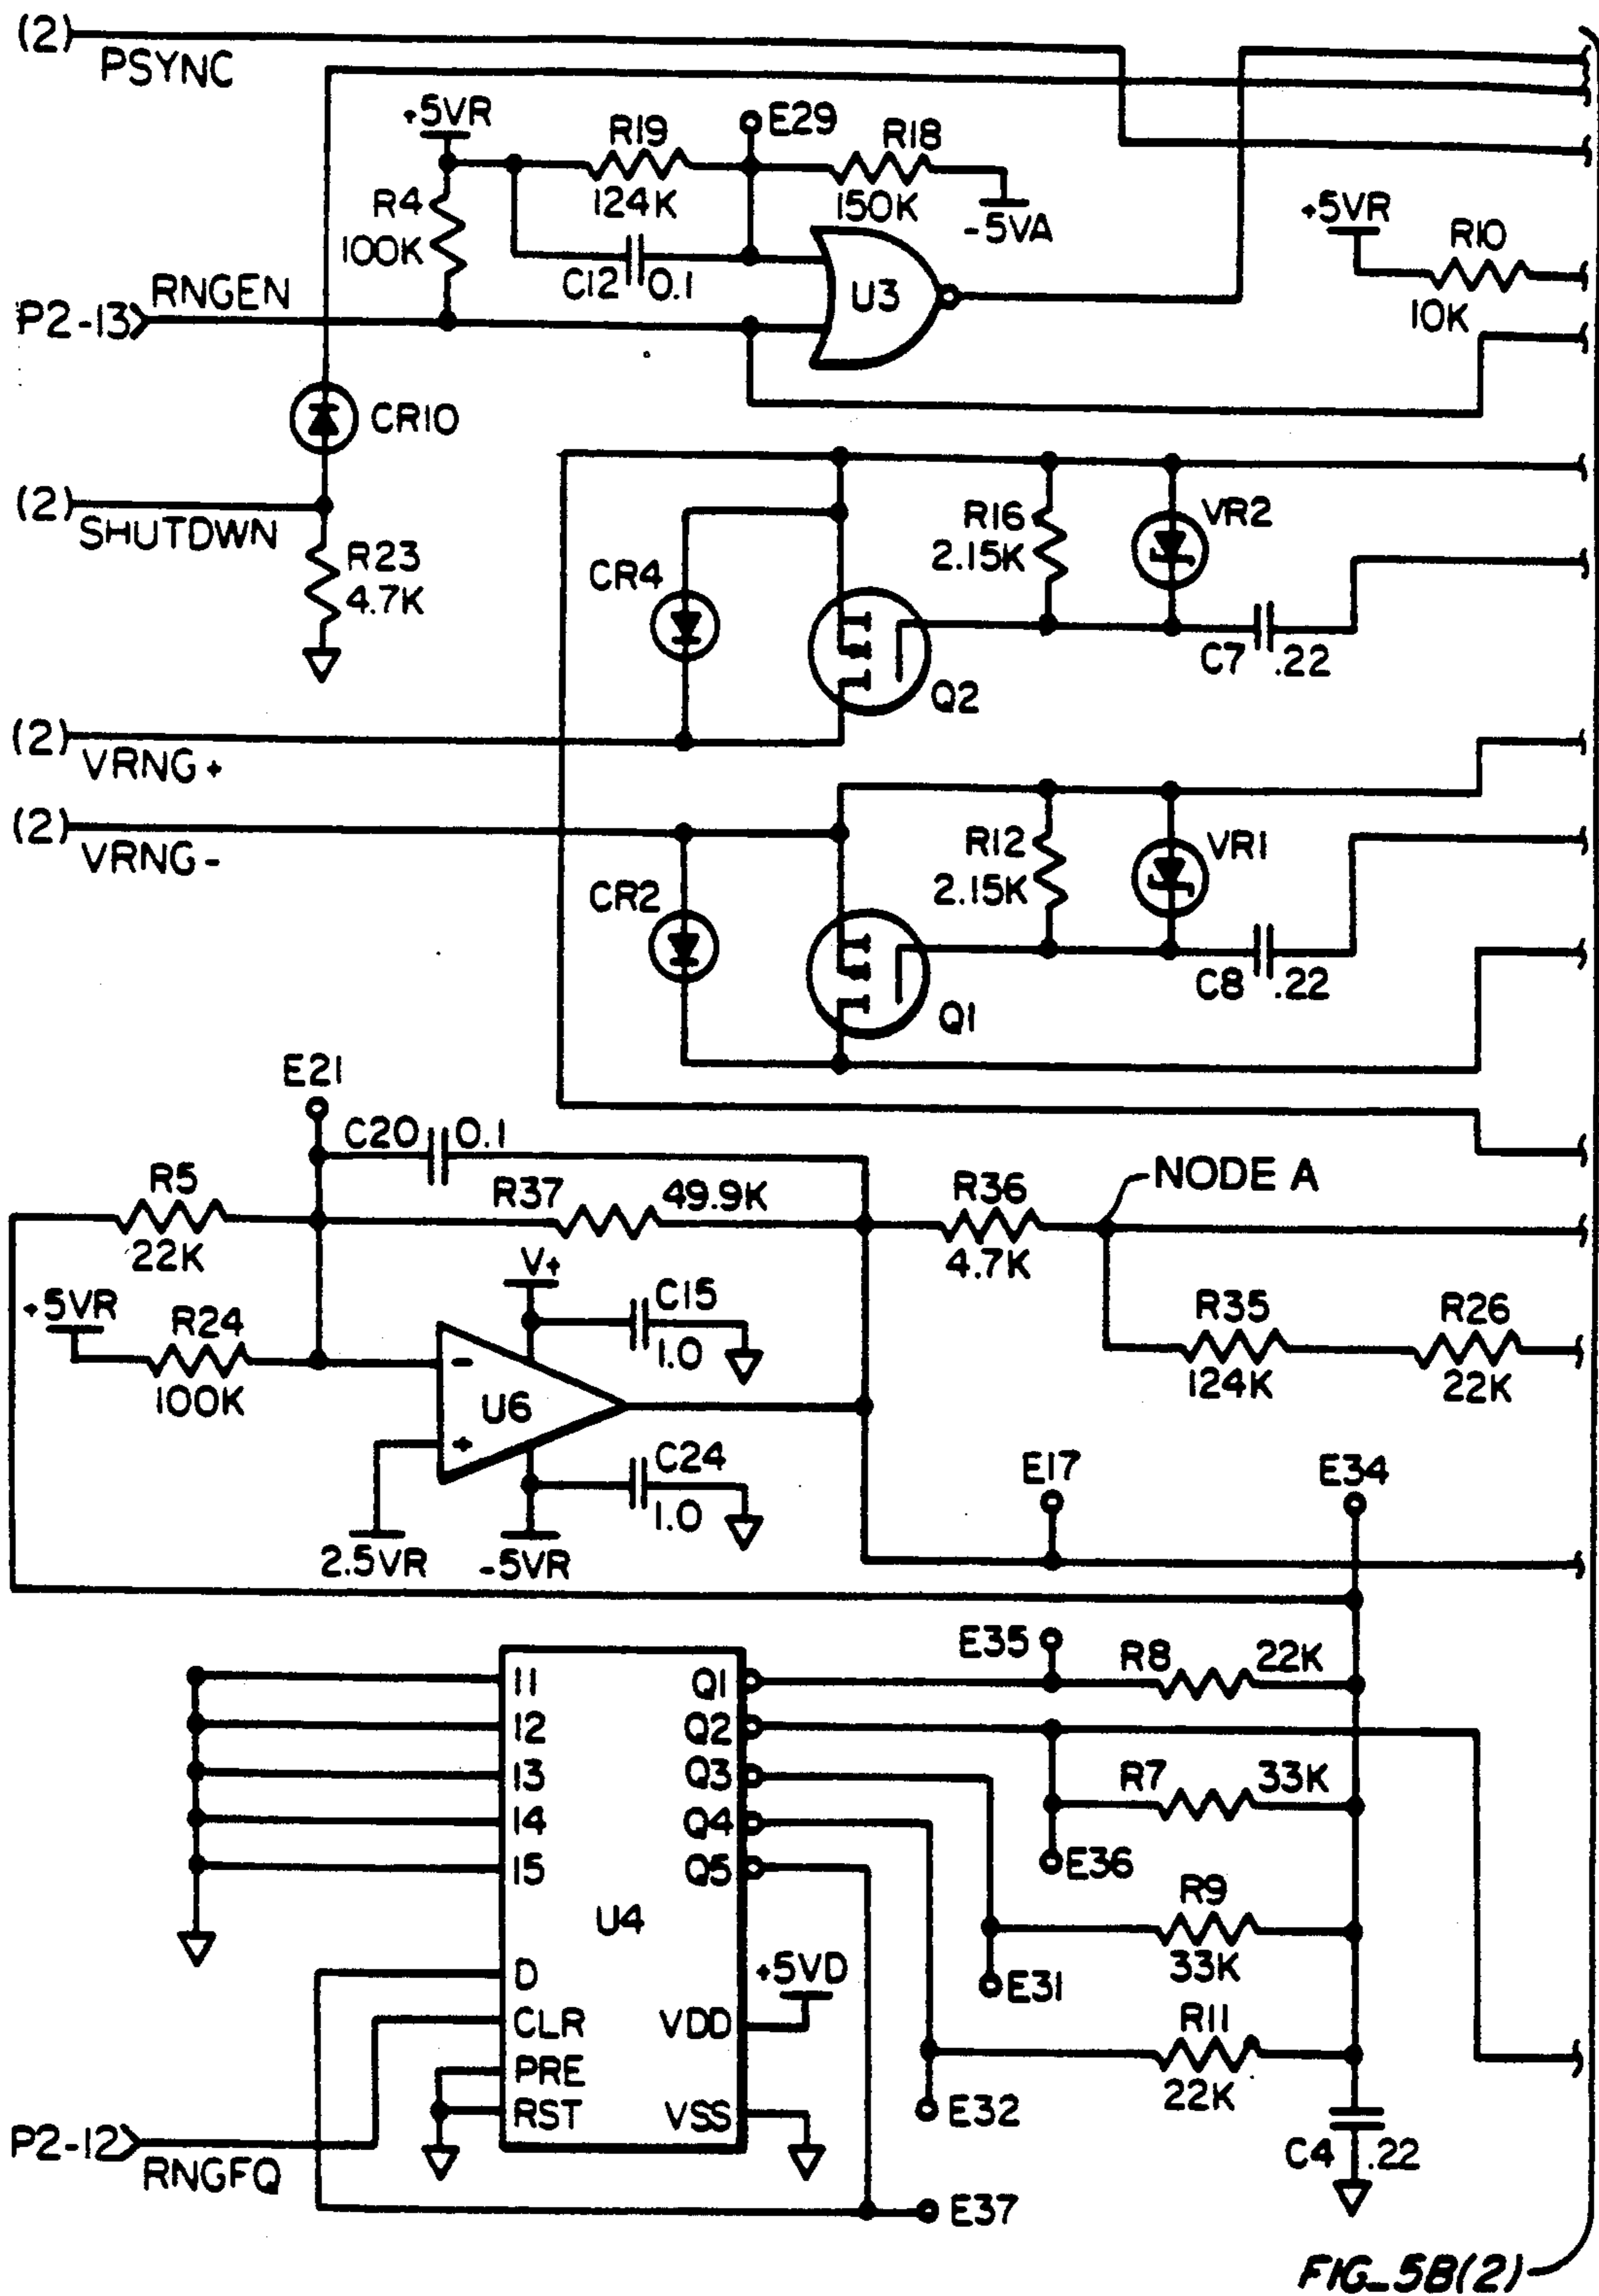 (2)
PSYNC
+5VR
R19
124K
E29
R18
150K
-5VA
R4
100K
C12
0.1
U3
+5VR
R10
10K
P2-13
RNGEN
CR10
(2)
SHUTDWN
R23
4.7K
CR4
Q2
R16
2.15K
VR2
C7
.22
(2)
VRNG+
(2)
VRNG-
CR2
Q1
R12
2.15K
VR1
C8
.22
E21
C20
0.1
R5
22K
R37
49.9K
R36
4.7K
NODE A
+5VR
R24
100K
V+
C15
1.0
R35
124K
R26
22K
-
U6
+
2.5VR
-5VR
C24
1.0
E17
E34
I1
I2
I3
I4
I5
D
CLR
PRE
RST
Q1
Q2
Q3
Q4
Q5
U4
VDD
VSS
+5VD
E35
R8
22K
R7
33K
E36
R9
33K
E31
R11
22K
E32
C4
.22
P2-12
RNGFQ
E37
FIG_5B(2)